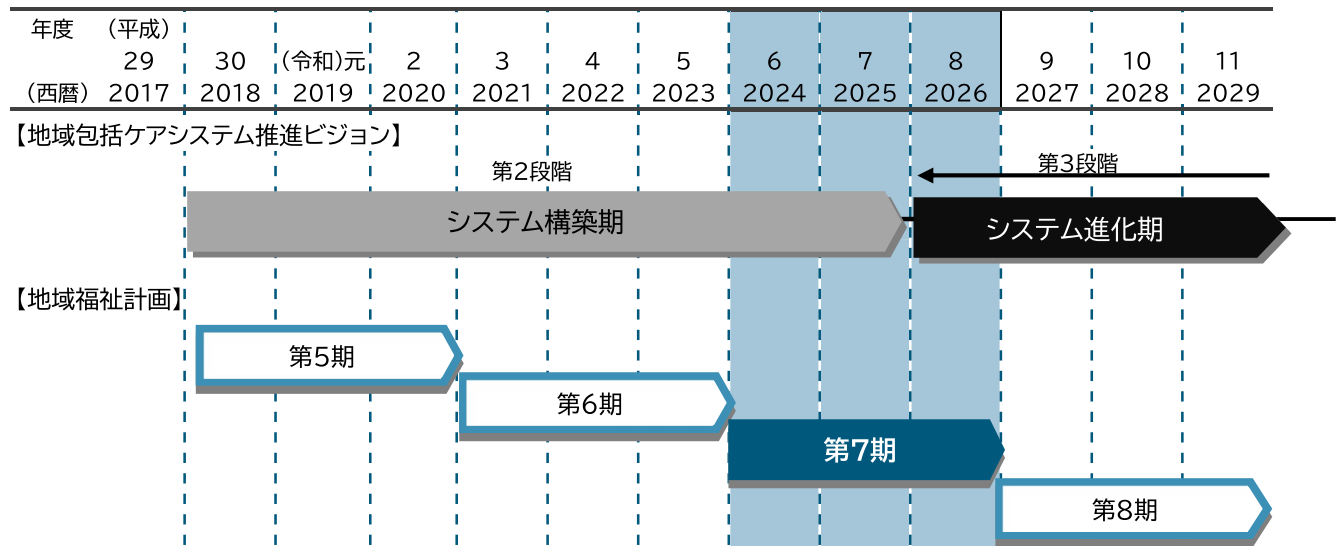 年度 （平成）
29 30 （令和）元 2 3 4 5 6 7 8 9 10 11
（西暦） 2017 2018 2019 2020 2021 2022 2023 2024 2025 2026 2027 2028 2029
【地域包括ケアシステム推進ビジョン】
第2段階
第3段階
システム構築期
システム進化期
【地域福祉計画】
第5期
第6期
第7期
第8期